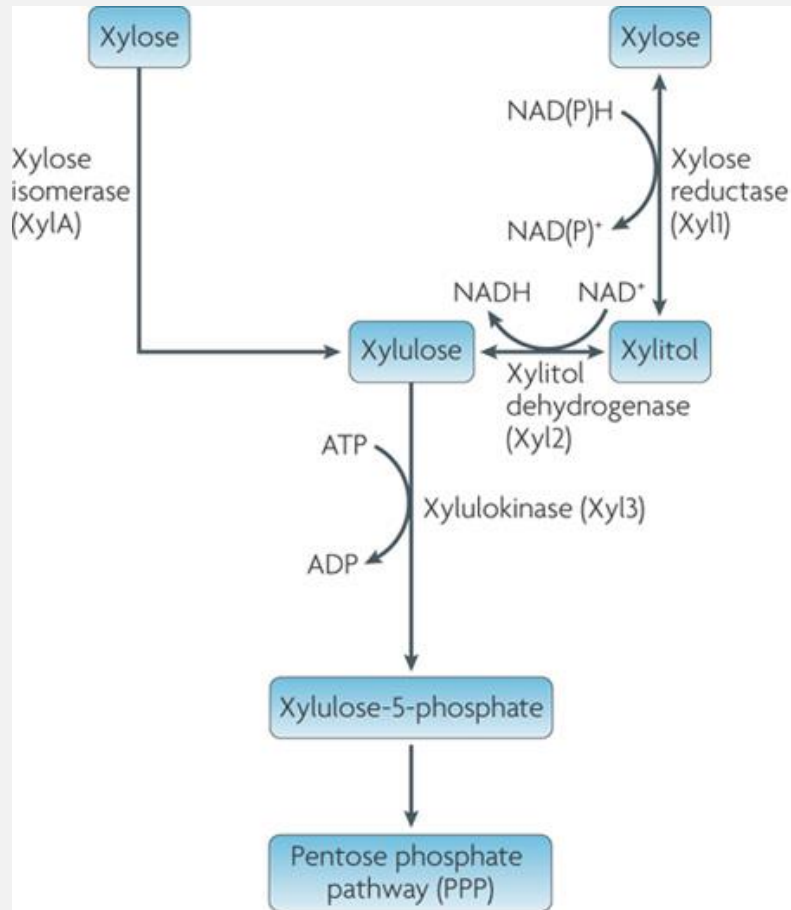 Xylose
Xylose
NAD(P)H
Xylose
isomerase
(XylA)
Xylose
reductase
(Xyl1)
NAD(P)⁺
NADH
NAD⁺
Xylulose
Xylitol
Xylitol
dehydrogenase
(Xyl2)
ATP
Xylulokinase (Xyl3)
ADP
Xylulose-5-phosphate
Pentose phosphate
pathway (PPP)